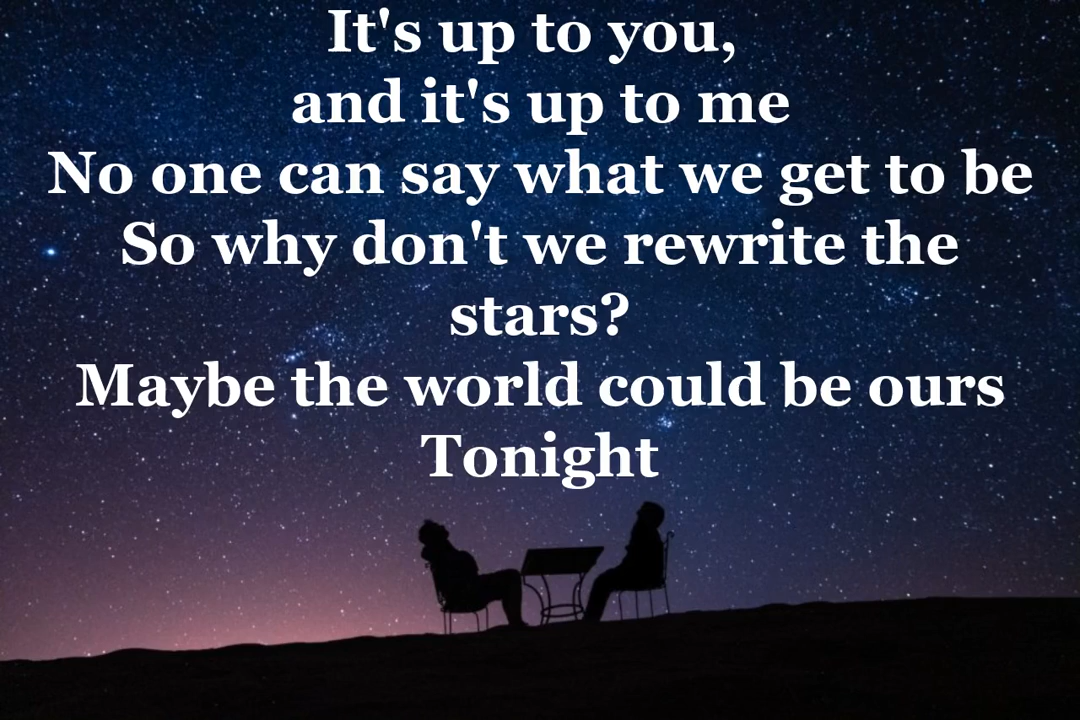 It's up to you,
and it's up to me
No one can say what we get to be
So why don't we rewrite the
stars?
Maybe the world could be ours
Tonight